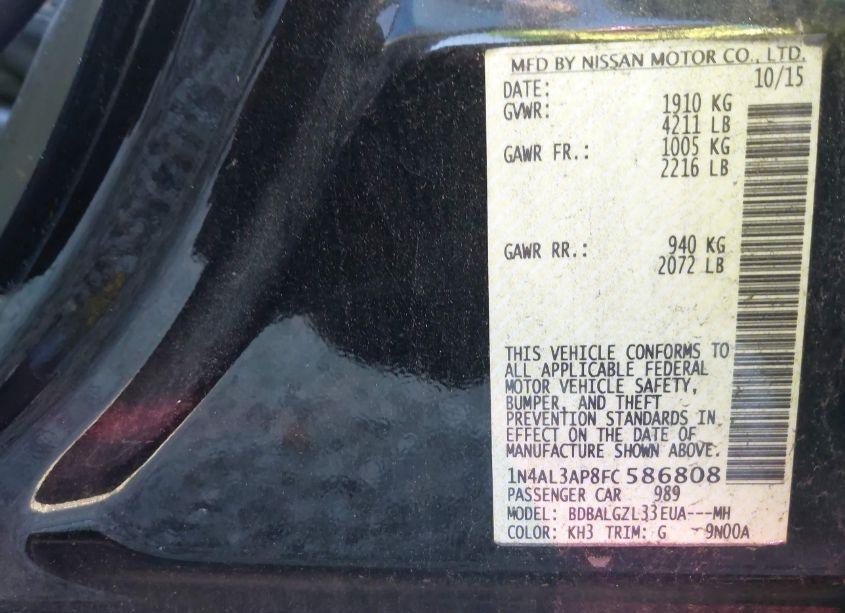 MFD BY NISSAN MOTOR CO., LTD.
DATE: 10/15
GVWR: 1910 KG
4211 LB
GAWR FR.: 1005 KG
2216 LB
GAWR RR.: 940 KG
2072 LB
THIS VEHICLE CONFORMS TO
ALL APPLICABLE FEDERAL
MOTOR VEHICLE SAFETY,
BUMPER, AND THEFT
PREVENTION STANDARDS IN
EFFECT ON THE DATE OF
MANUFACTURE SHOWN ABOVE.
1N4AL3AP8FC586808
PASSENGER CAR 989
MODEL: BDBALGZL33EUA---MH
COLOR: KH3 TRIM: G 9N00A